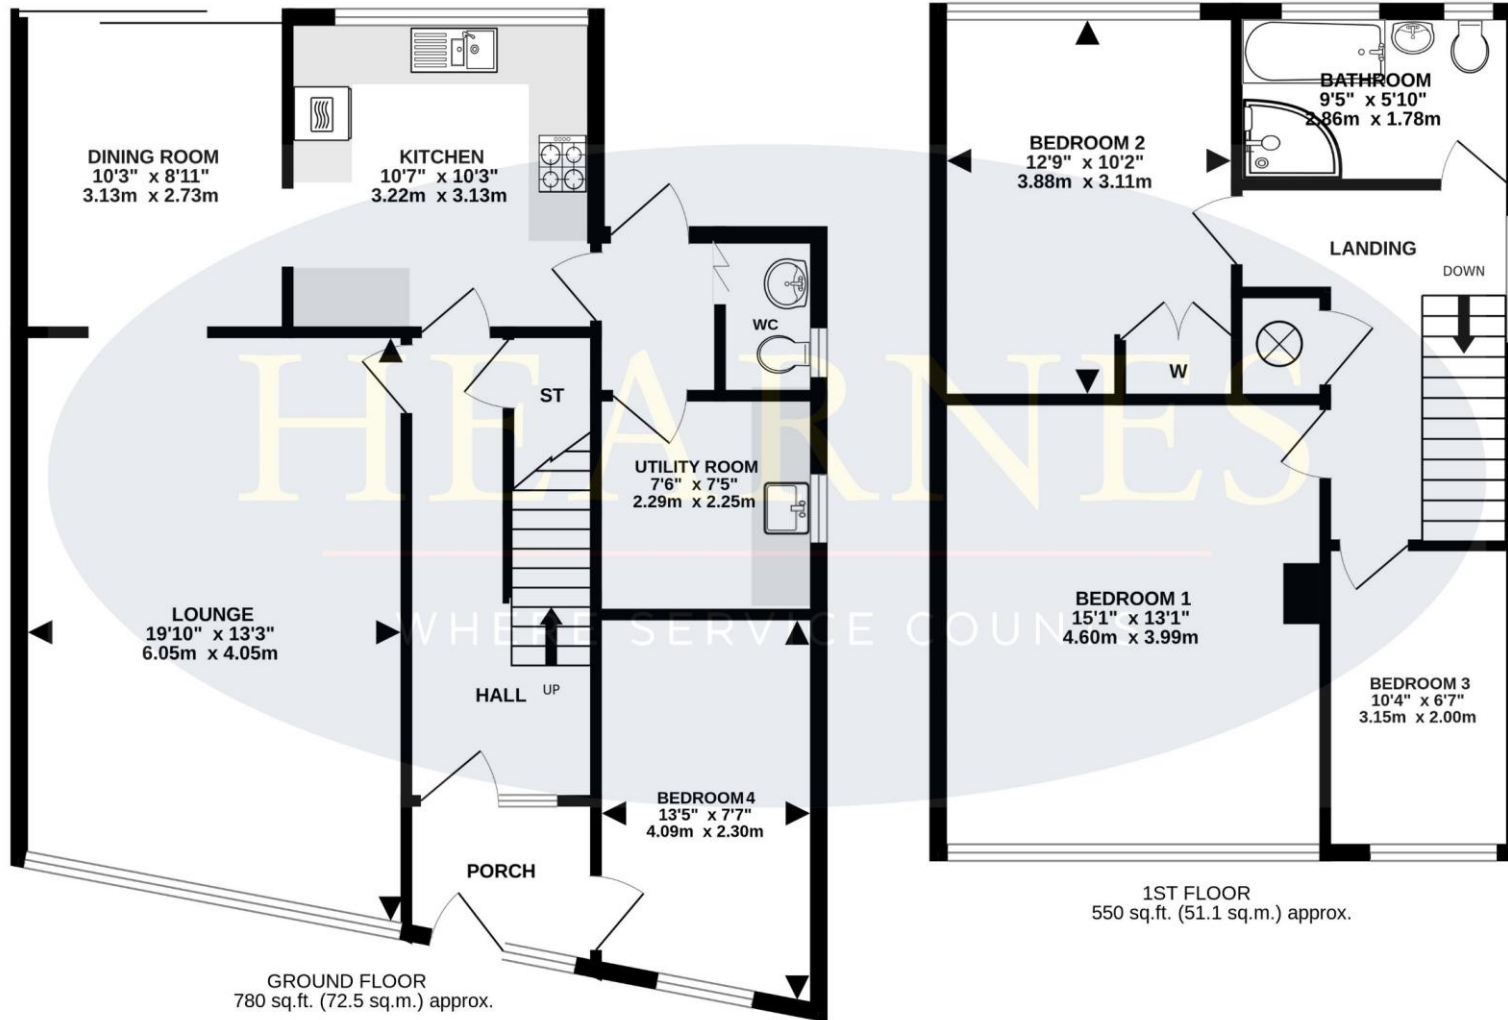 DINING ROOM
10'3" x 8'11"
3.13m x 2.73m
KITCHEN
10'7" x 10'3"
3.22m x 3.13m
WC
ST
UTILITY ROOM
7'6" x 7'5"
2.29m x 2.25m
LOUNGE
19'10" x 13'3"
6.05m x 4.05m
HALL
UP
BEDROOM 4
13'5" x 7'7"
4.09m x 2.30m
PORCH
GROUND FLOOR
780 sq.ft. (72.5 sq.m.) approx.
BATHROOM
9'5" x 5'10"
2.86m x 1.78m
BEDROOM 2
12'9" x 10'2"
3.88m x 3.11m
LANDING
DOWN
W
BEDROOM 1
15'1" x 13'1"
4.60m x 3.99m
BEDROOM 3
10'4" x 6'7"
3.15m x 2.00m
1ST FLOOR
550 sq.ft. (51.1 sq.m.) approx.
HEARNES
WHERE SERVICE COUNTS